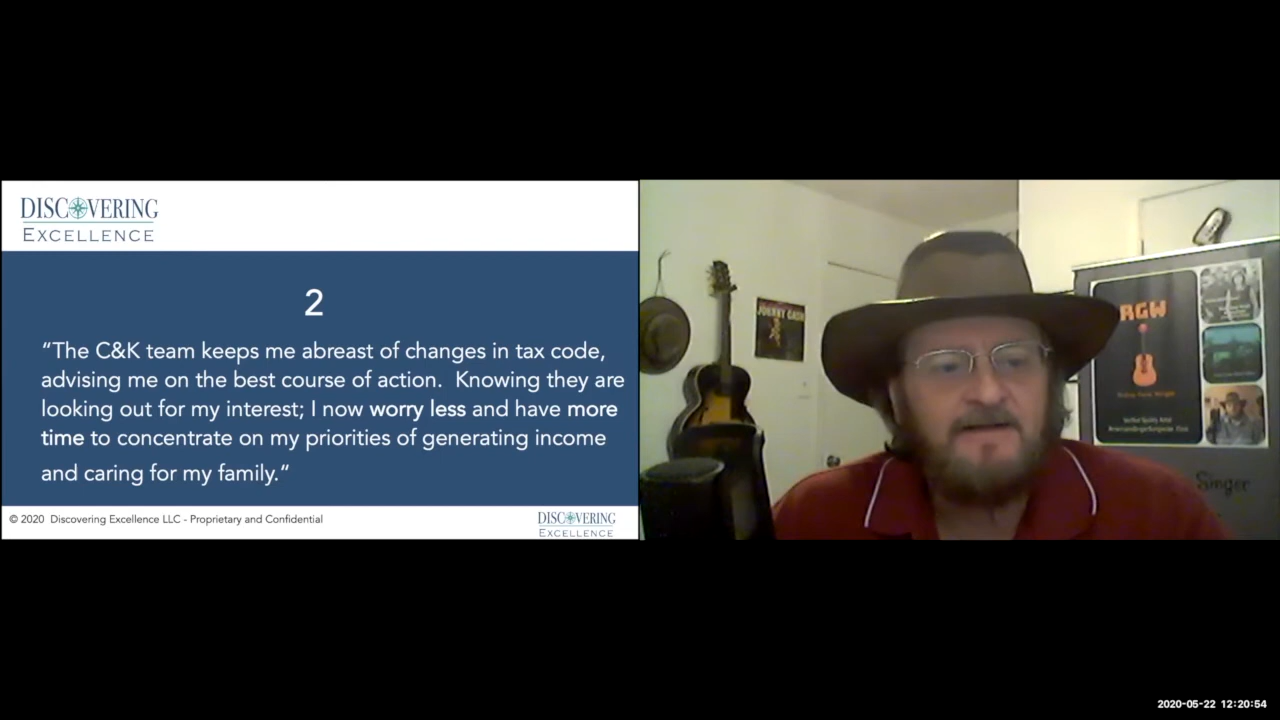 DISCOVERING
EXCELLENCE
2
“The C&K team keeps me abreast of changes in tax code,
advising me on the best course of action.  Knowing they are
looking out for my interest; I now worry less and have more
time to concentrate on my priorities of generating income
and caring for my family.“
© 2020  Discovering Excellence LLC - Proprietary and Confidential
DISCOVERING
EXCELLENCE
JOHNNY CASH
RGW
Singer
2020-05-22  12:20:54